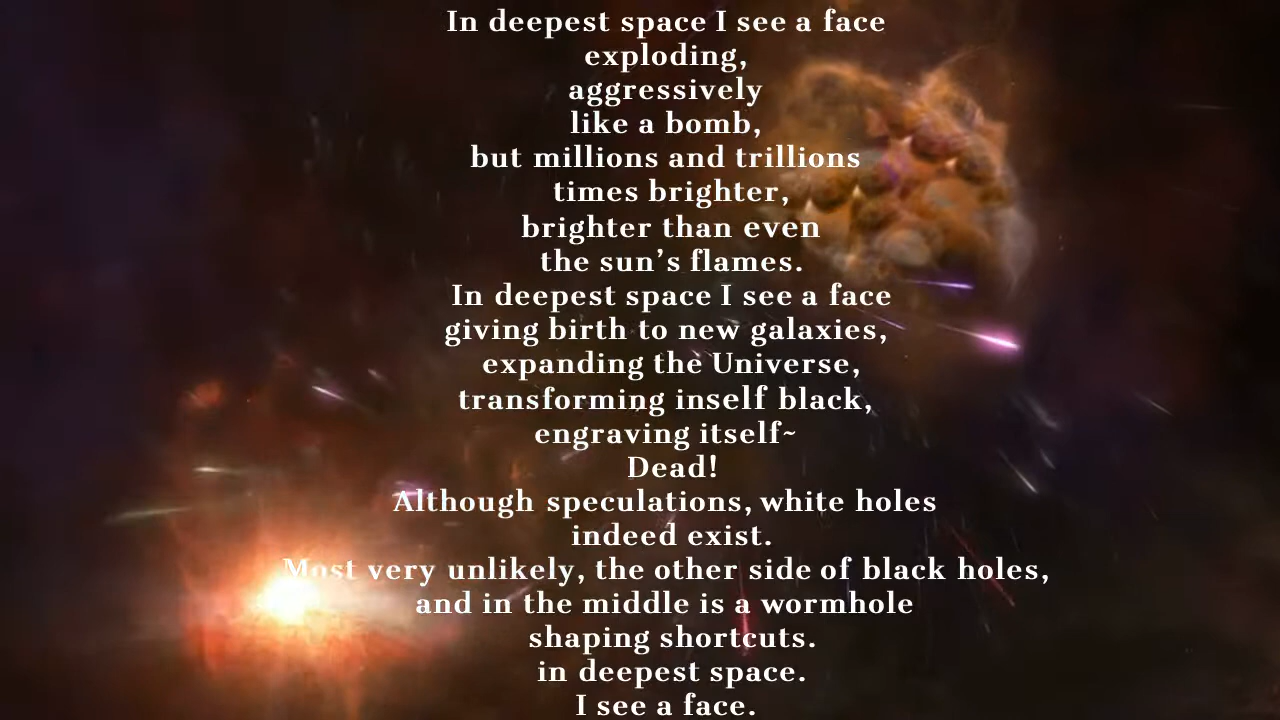 In deepest space I see a face
exploding,
aggressively
like a bomb,
but millions and trillions
times brighter,
brighter than even
the sun’s flames.
In deepest space I see a face
giving birth to new galaxies,
expanding the Universe,
transforming inself black,
engraving itself~
Dead!
Although speculations, white holes
indeed exist.
Most very unlikely, the other side of black holes,
and in the middle is a wormhole
shaping shortcuts.
in deepest space.
I see a face.